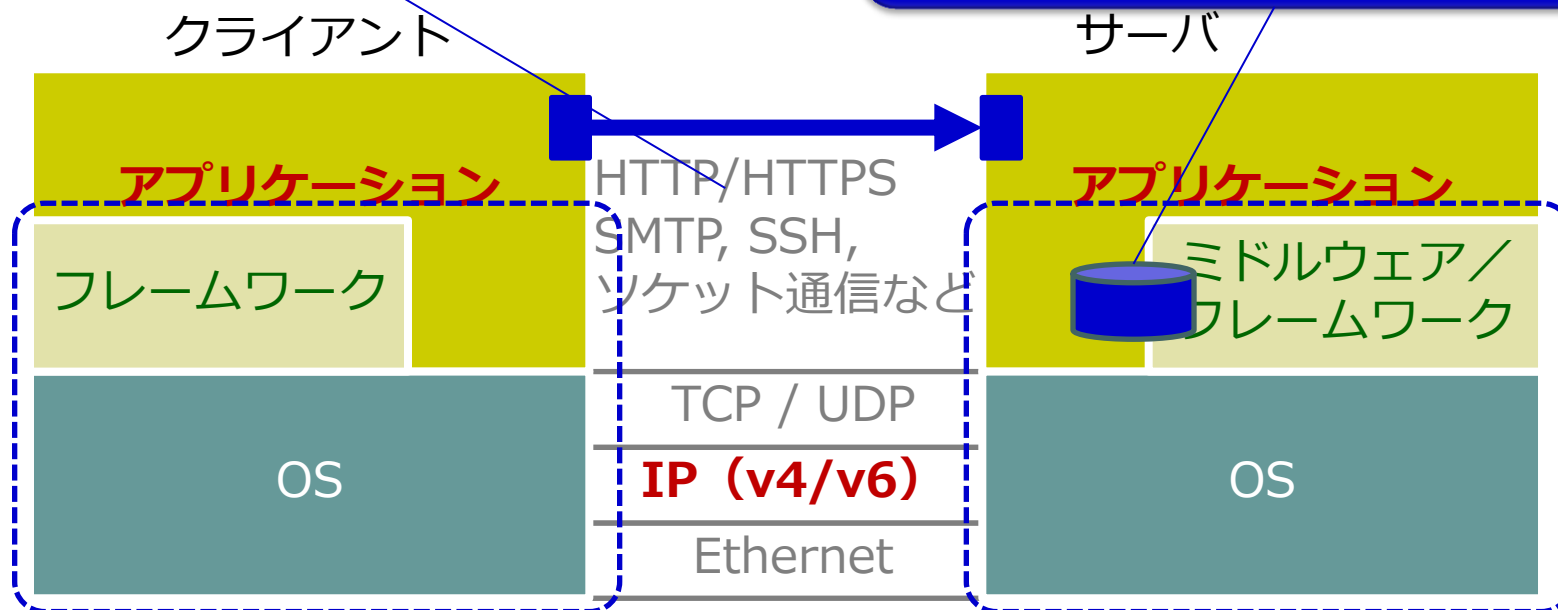 クライアント
サーバ
アプリケーション
HTTP/HTTPS
SMTP, SSH,
ソケット通信など
アプリケーション
フレームワーク
ミドルウェア／
フレームワーク
TCP / UDP
OS
IP（v4/v6）
OS
Ethernet